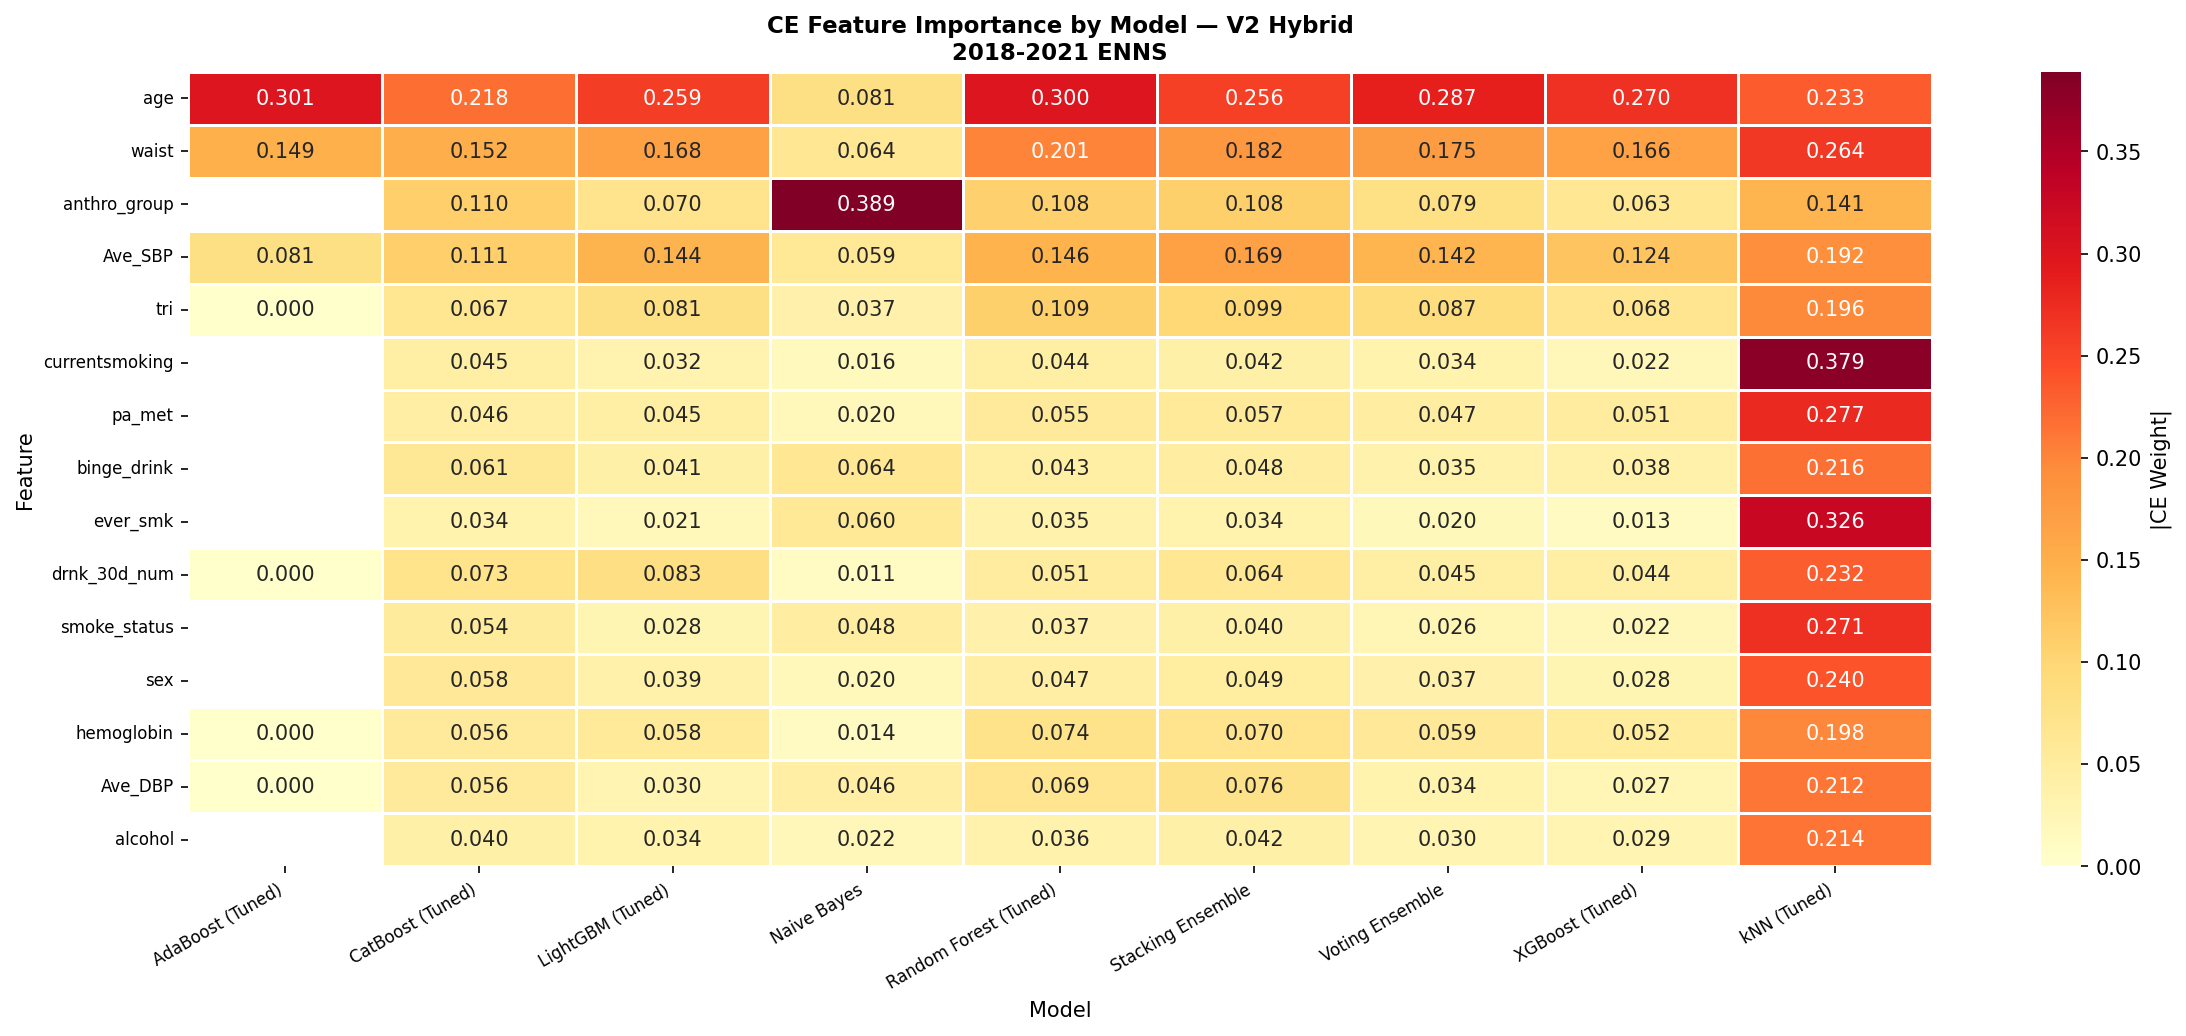 CE Feature Importance by Model — V2 Hybrid
2018-2021 ENNS
age 0.301 0.218 0.259 0.081 0.300 0.256 0.287 0.270 0.233
waist 0.149 0.152 0.168 0.064 0.201 0.182 0.175 0.166 0.264
anthro_group 0.110 0.070 0.389 0.108 0.108 0.079 0.063 0.141
Ave_SBP 0.081 0.111 0.144 0.059 0.146 0.169 0.142 0.124 0.192
tri 0.000 0.067 0.081 0.037 0.109 0.099 0.087 0.068 0.196
currentsmoking 0.045 0.032 0.016 0.044 0.042 0.034 0.022 0.379
pa_met 0.046 0.045 0.020 0.055 0.057 0.047 0.051 0.277
binge_drink 0.061 0.041 0.064 0.043 0.048 0.035 0.038 0.216
ever_smk 0.034 0.021 0.060 0.035 0.034 0.020 0.013 0.326
drnk_30d_num 0.000 0.073 0.083 0.011 0.051 0.064 0.045 0.044 0.232
smoke_status 0.054 0.028 0.048 0.037 0.040 0.026 0.022 0.271
sex 0.058 0.039 0.020 0.047 0.049 0.037 0.028 0.240
hemoglobin 0.000 0.056 0.058 0.014 0.074 0.070 0.059 0.052 0.198
Ave_DBP 0.000 0.056 0.030 0.046 0.069 0.076 0.034 0.027 0.212
alcohol 0.040 0.034 0.022 0.036 0.042 0.030 0.029 0.214
Feature
AdaBoost (Tuned)
CatBoost (Tuned)
LightGBM (Tuned)
Naive Bayes
Random Forest (Tuned)
Stacking Ensemble
Voting Ensemble
XGBoost (Tuned)
kNN (Tuned)
Model
0.35
0.30
0.25
0.20
0.15
0.10
0.05
0.00
|CE Weight|